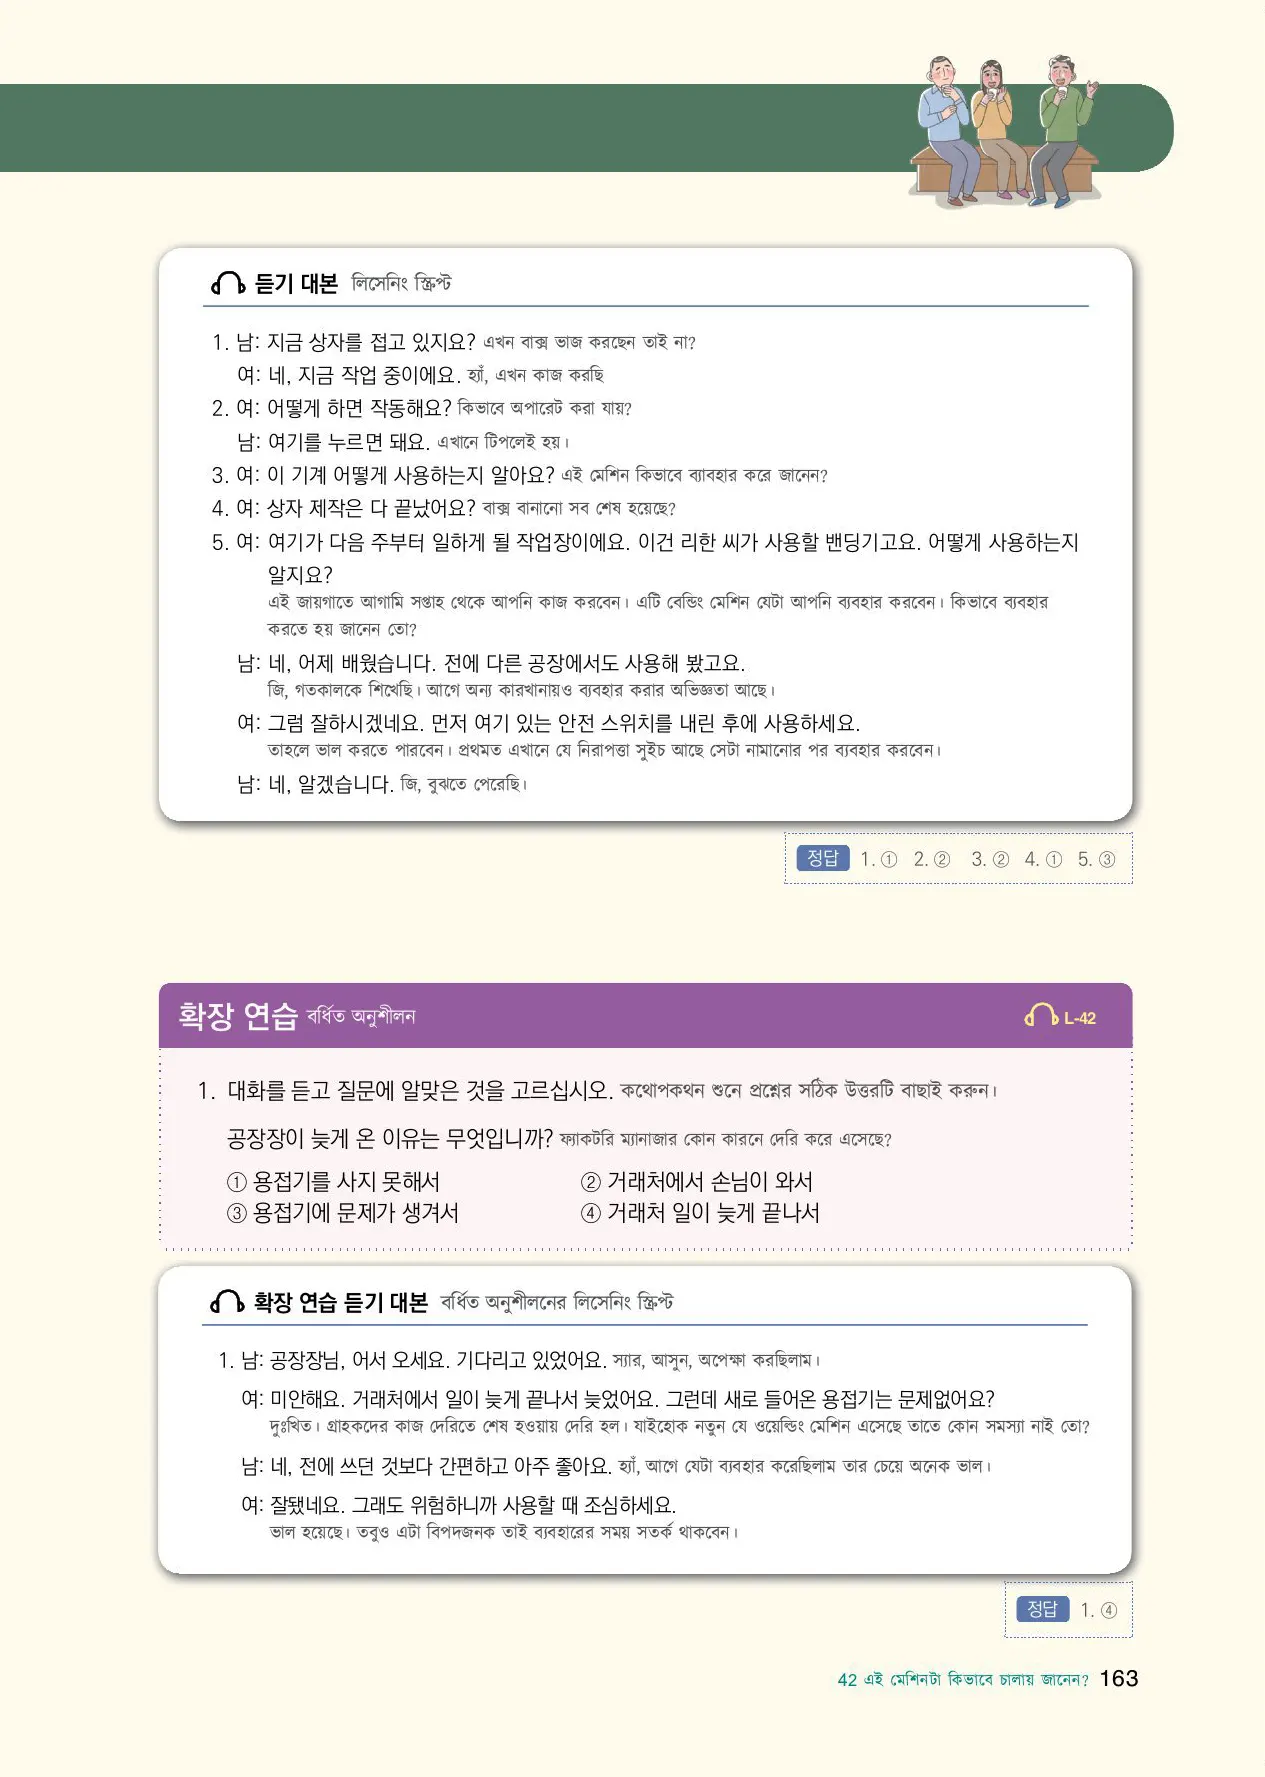 듣기 대본 লিসেনিং স্ক্রিপ্ট
1. 남: 지금 상자를 접고 있지요? এখন বাক্স ভাজ করছেন তাই না?
여: 네, 지금 작업 중이에요. হ্যাঁ, এখন কাজ করছি
2. 여: 어떻게 하면 작동해요? কিভাবে অপারেট করা যায়?
남: 여기를 누르면 돼요. এখানে টিপলেই হয়।
3. 여: 이 기계 어떻게 사용하는지 알아요? এই মেশিন কিভাবে ব্যাবহার করে জানেন?
4. 여: 상자 제작은 다 끝났어요? বাক্স বানানো সব শেষ হয়েছে?
5. 여: 여기가 다음 주부터 일하게 될 작업장이에요. 이건 리한 씨가 사용할 밴딩기고요. 어떻게 사용하는지
알지요?
এই জায়গাতে আগামি সপ্তাহ থেকে আপনি কাজ করবেন। এটি বেন্ডিং মেশিন যেটা আপনি ব্যবহার করবেন। কিভাবে ব্যবহার
করতে হয় জানেন তো?
남: 네, 어제 배웠습니다. 전에 다른 공장에서도 사용해 봤고요.
জি, গতকালকে শিখেছি। আগে অন্য কারখানায়ও ব্যবহার করার অভিজ্ঞতা আছে।
여: 그럼 잘하시겠네요. 먼저 여기 있는 안전 스위치를 내린 후에 사용하세요.
তাহলে ভাল করতে পারবেন। প্রথমত এখানে যে নিরাপত্তা সুইচ আছে সেটা নামানোর পর ব্যবহার করবেন।
남: 네, 알겠습니다. জি, বুঝতে পেরেছি।
정답 1. ① 2. ② 3. ② 4. ① 5. ③
확장 연습 বর্ধিত অনুশীলন L-42
1. 대화를 듣고 질문에 알맞은 것을 고르십시오. কথোপকথন শুনে প্রশ্নের সঠিক উত্তরটি বাছাই করুন।
공장장이 늦게 온 이유는 무엇입니까? ফ্যাকটরি ম্যানাজার কোন কারনে দেরি করে এসেছে?
① 용접기를 사지 못해서 ② 거래처에서 손님이 와서
③ 용접기에 문제가 생겨서 ④ 거래처 일이 늦게 끝나서
확장 연습 듣기 대본 বর্ধিত অনুশীলনের লিসেনিং স্ক্রিপ্ট
1. 남: 공장장님, 어서 오세요. 기다리고 있었어요. স্যার, আসুন, অপেক্ষা করছিলাম।
여: 미안해요. 거래처에서 일이 늦게 끝나서 늦었어요. 그런데 새로 들어온 용접기는 문제없어요?
দুঃখিত। গ্রাহকদের কাজ দেরিতে শেষ হওয়ায় দেরি হল। যাইহোক নতুন যে ওয়েল্ডিং মেশিন এসেছে তাতে কোন সমস্যা নাই তো?
남: 네, 전에 쓰던 것보다 간편하고 아주 좋아요. হ্যাঁ, আগে যেটা ব্যবহার করেছিলাম তার চেয়ে অনেক ভাল।
여: 잘됐네요. 그래도 위험하니까 사용할 때 조심하세요.
ভাল হয়েছে। তবুও এটা বিপদজনক তাই ব্যবহারের সময় সতর্ক থাকবেন।
정답 1. ④
42 এই মেশিনটা কিভাবে চালায় জানেন? 163